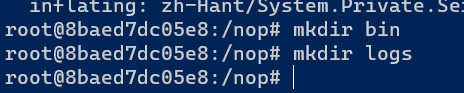 inflating: zh-Hant/System.Private.Se
root@8baed7dc05e8:/nop# mkdir bin
root@8baed7dc05e8:/nop# mkdir logs
root@8baed7dc05e8:/nop#